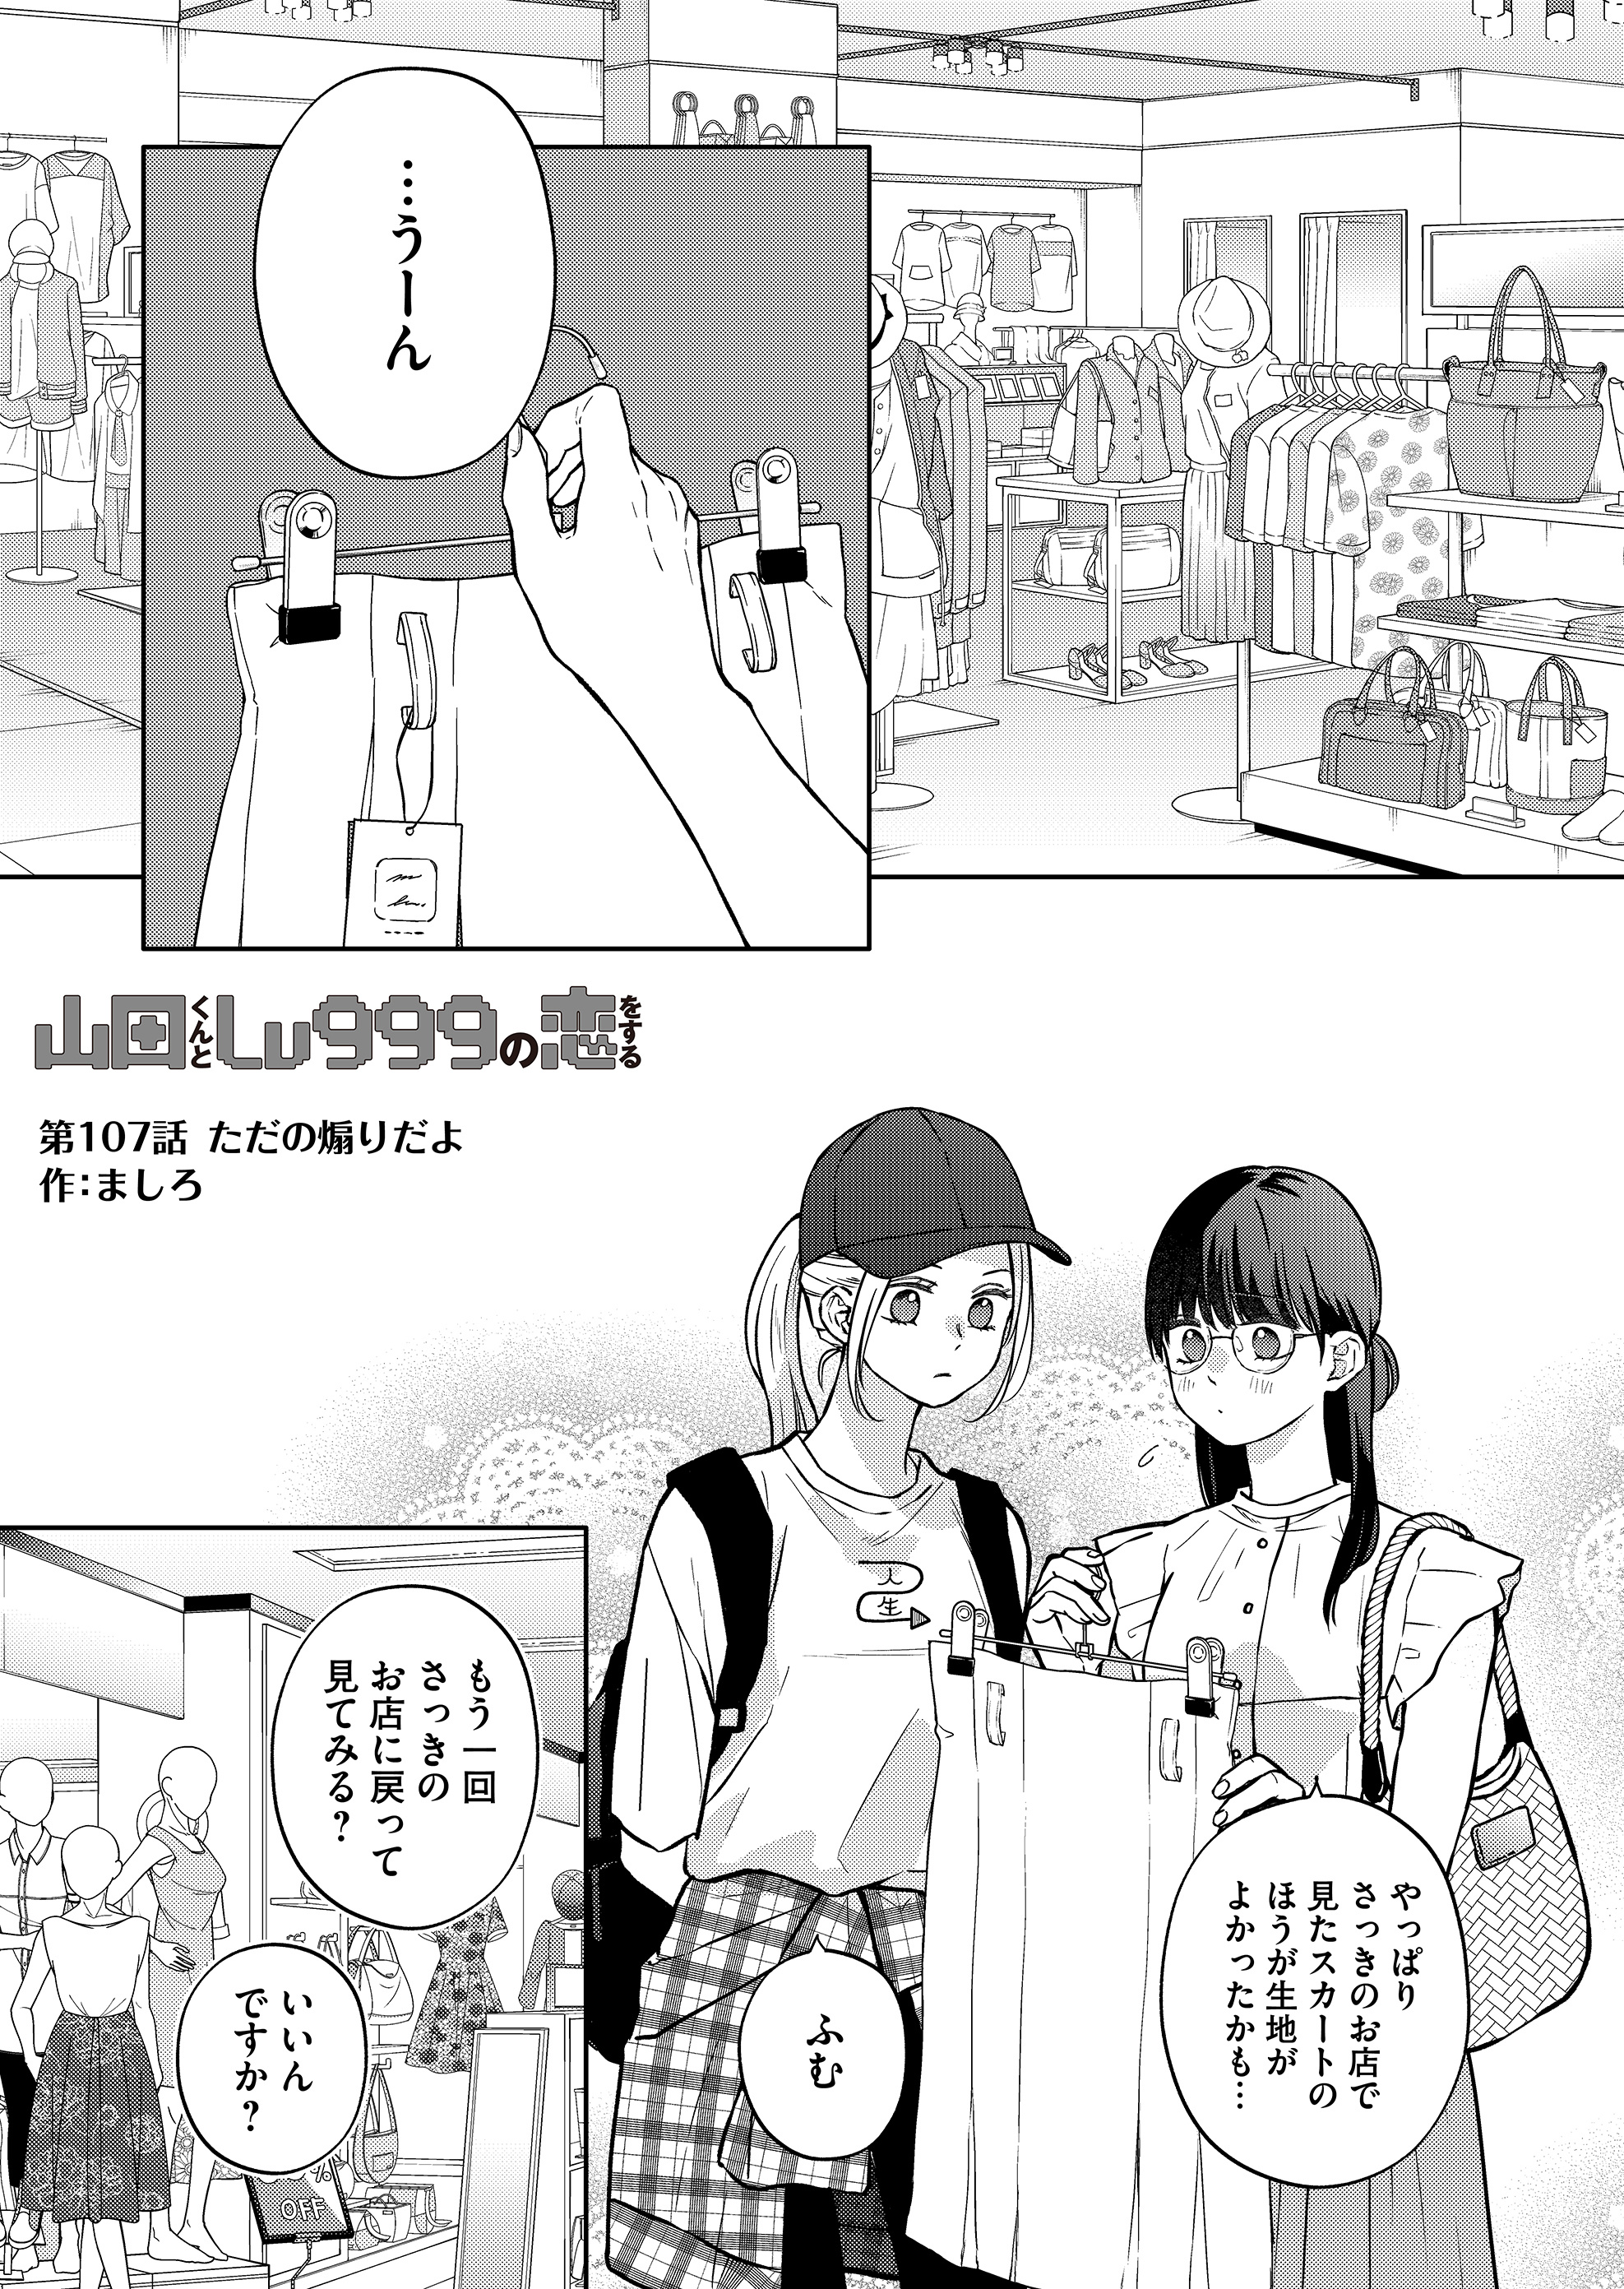 …うーん
山田くんとLv999の恋をする
第107話 ただの煽りだよ
作:ましろ
人
生
やっぱり
さっきのお店で
見たスカートの
ほうが生地が
よかったかも…
ふむ
もう一回
さっきの
お店に戻って
見てみる?
いいん
ですか?
%
OFF